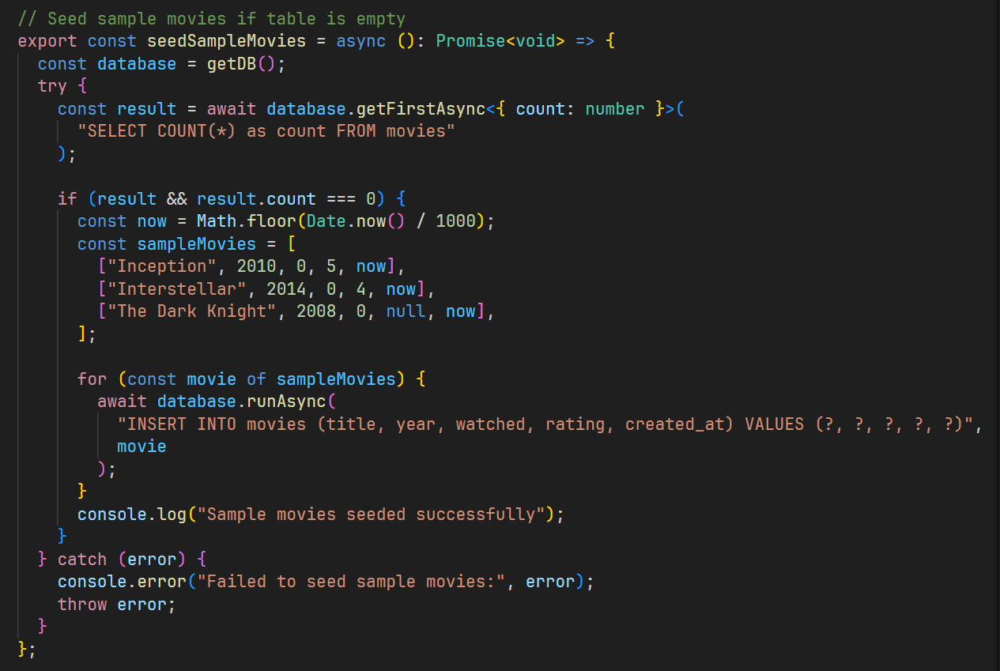 // Seed sample movies if table is empty
export const seedSampleMovies = async (): Promise<void> => {
  const database = getDB();
  try {
    const result = await database.getFirstAsync<{ count: number }>(
      "SELECT COUNT(*) as count FROM movies"
    );

    if (result && result.count === 0) {
      const now = Math.floor(Date.now() / 1000);
      const sampleMovies = [
        ["Inception", 2010, 0, 5, now],
        ["Interstellar", 2014, 0, 4, now],
        ["The Dark Knight", 2008, 0, null, now],
      ];

      for (const movie of sampleMovies) {
        await database.runAsync(
          "INSERT INTO movies (title, year, watched, rating, created_at) VALUES (?, ?, ?, ?, ?)",
          movie
        );
      }
      console.log("Sample movies seeded successfully");
    }
  } catch (error) {
    console.error("Failed to seed sample movies:", error);
    throw error;
  }
};